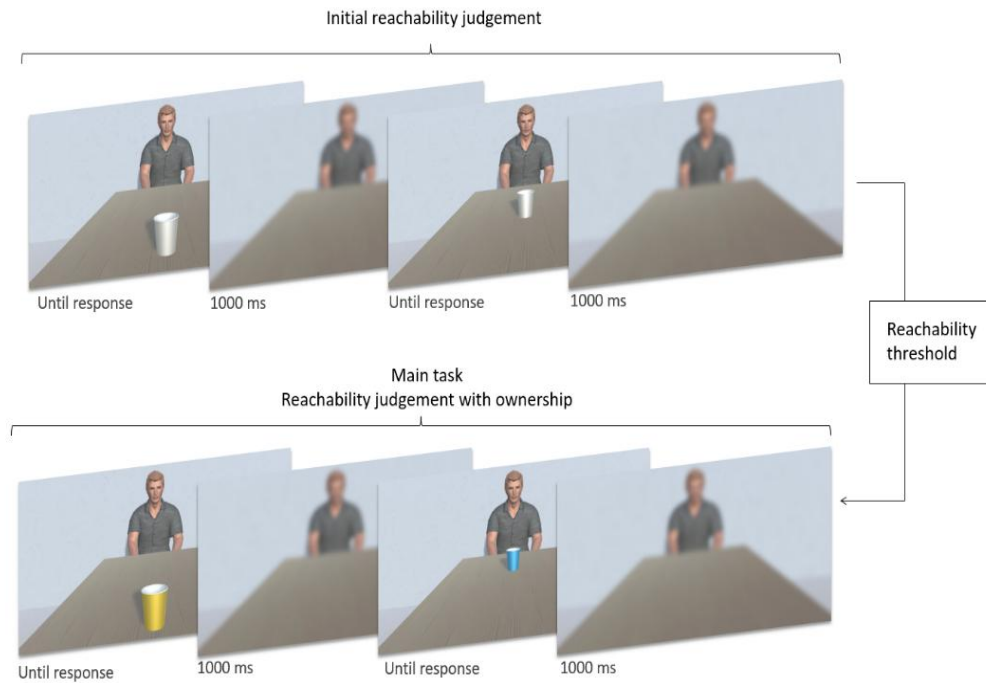 Initial reachability judgement
Until response
1000 ms
Until response
1000 ms
Reachability
threshold
Main task
Reachability judgement with ownership
Until response
1000 ms
Until response
1000 ms